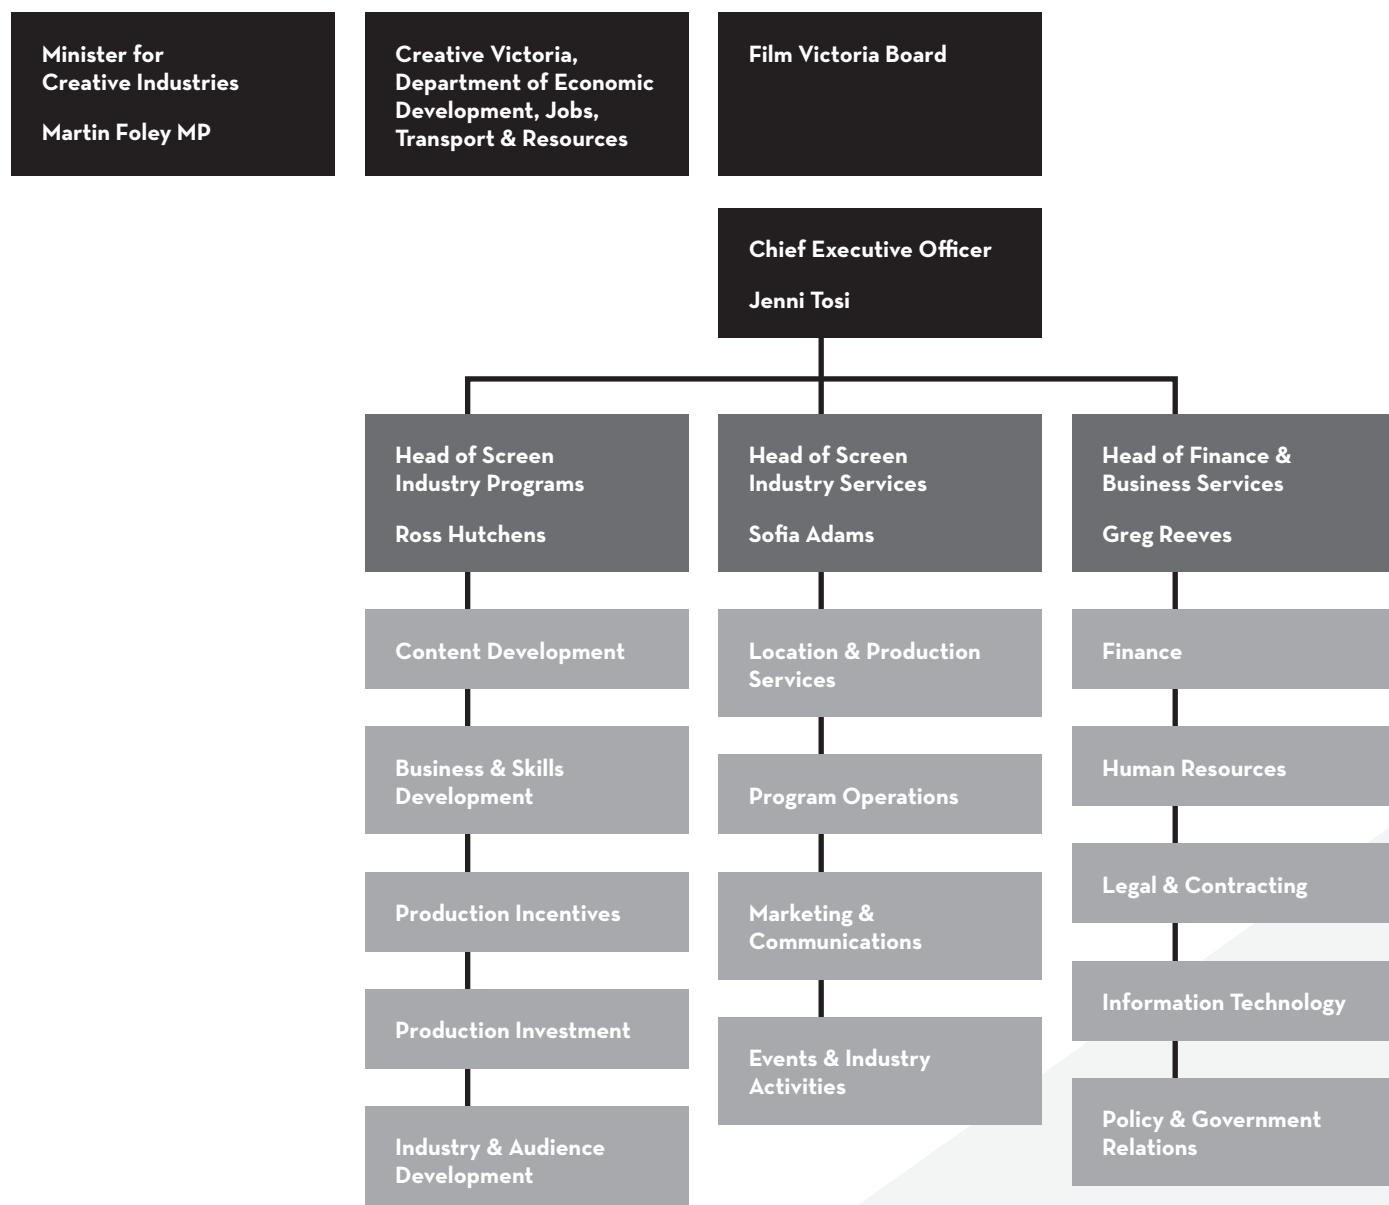 Minister for
Creative Industries
Martin Foley MP
Creative Victoria,
Department of Economic
Development, Jobs,
Transport & Resources
Film Victoria Board
Chief Executive Officer
Jenni Tosi
Head of Screen
Industry Programs
Ross Hutchens
Content Development
Business & Skills
Development
Production Incentives
Production Investment
Industry & Audience
Development
Head of Screen
Industry Services
Sofia Adams
Location & Production
Services
Program Operations
Marketing &
Communications
Events & Industry
Activities
Head of Finance &
Business Services
Greg Reeves
Finance
Human Resources
Legal & Contracting
Information Technology
Policy & Government
Relations